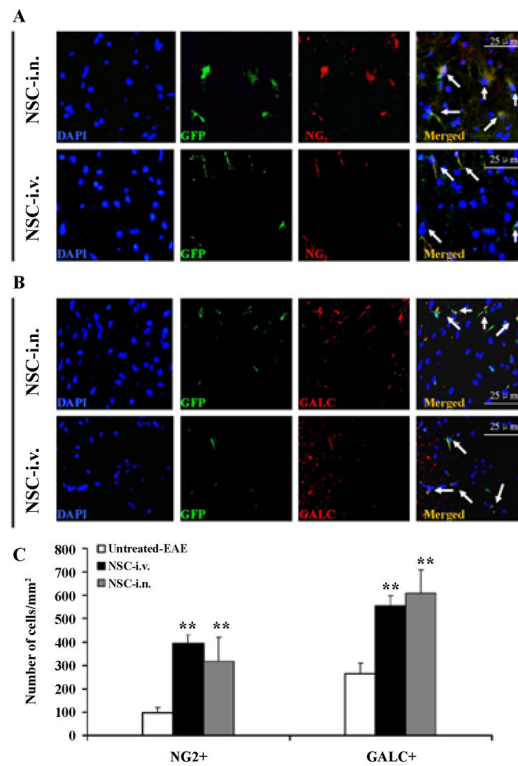 A
NSC-i.n.
DAPI
GFP
NG2
25 μm
Merged
NSC-i.v.
DAPI
GFP
NG2
25 μm
Merged
B
NSC-i.n.
DAPI
GFP
GALC
25 μm
Merged
NSC-i.v.
DAPI
GFP
GALC
25 μm
Merged
C
Number of cells/mm²
800
700
600
500
400
300
200
100
0
Untreated-EAE
NSC-i.v.
NSC-i.n.
** **
** **
NG2+
GALC+